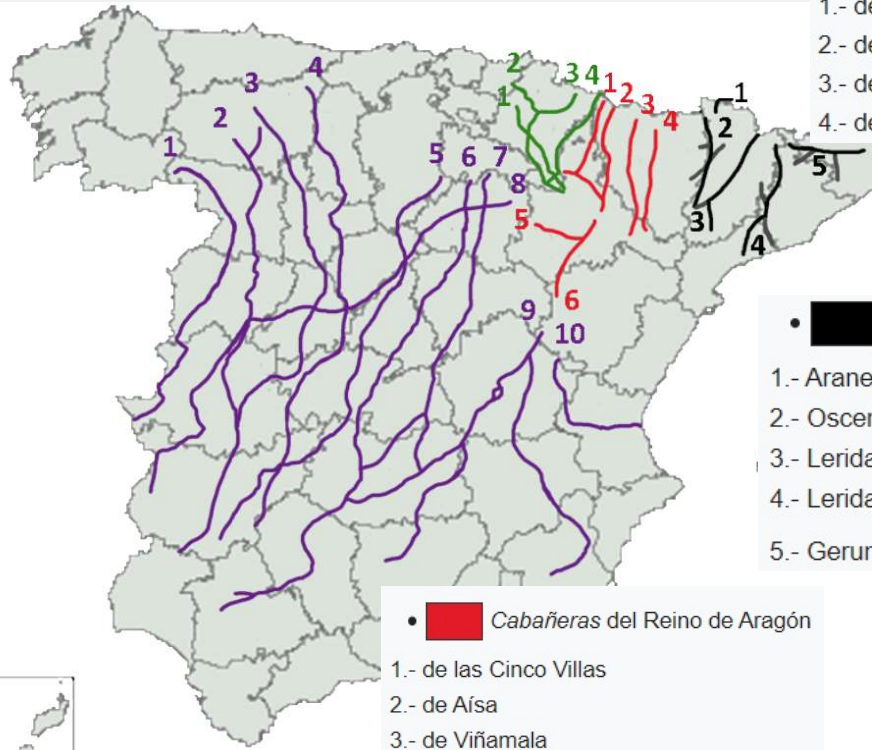 1.- de
2.- de
3.- de
4.- de
1
2
3
4
5
6
7
8
9
10
1
2
3
4
1
2
3
4
5
6
1
2
3
4
5
1.- Arane
2.- Oscen
3.- Lerida
4.- Lerida
5.- Gerun
• Cabañeras del Reino de Aragón
1.- de las Cinco Villas
2.- de Aísa
3.- de Viñamala